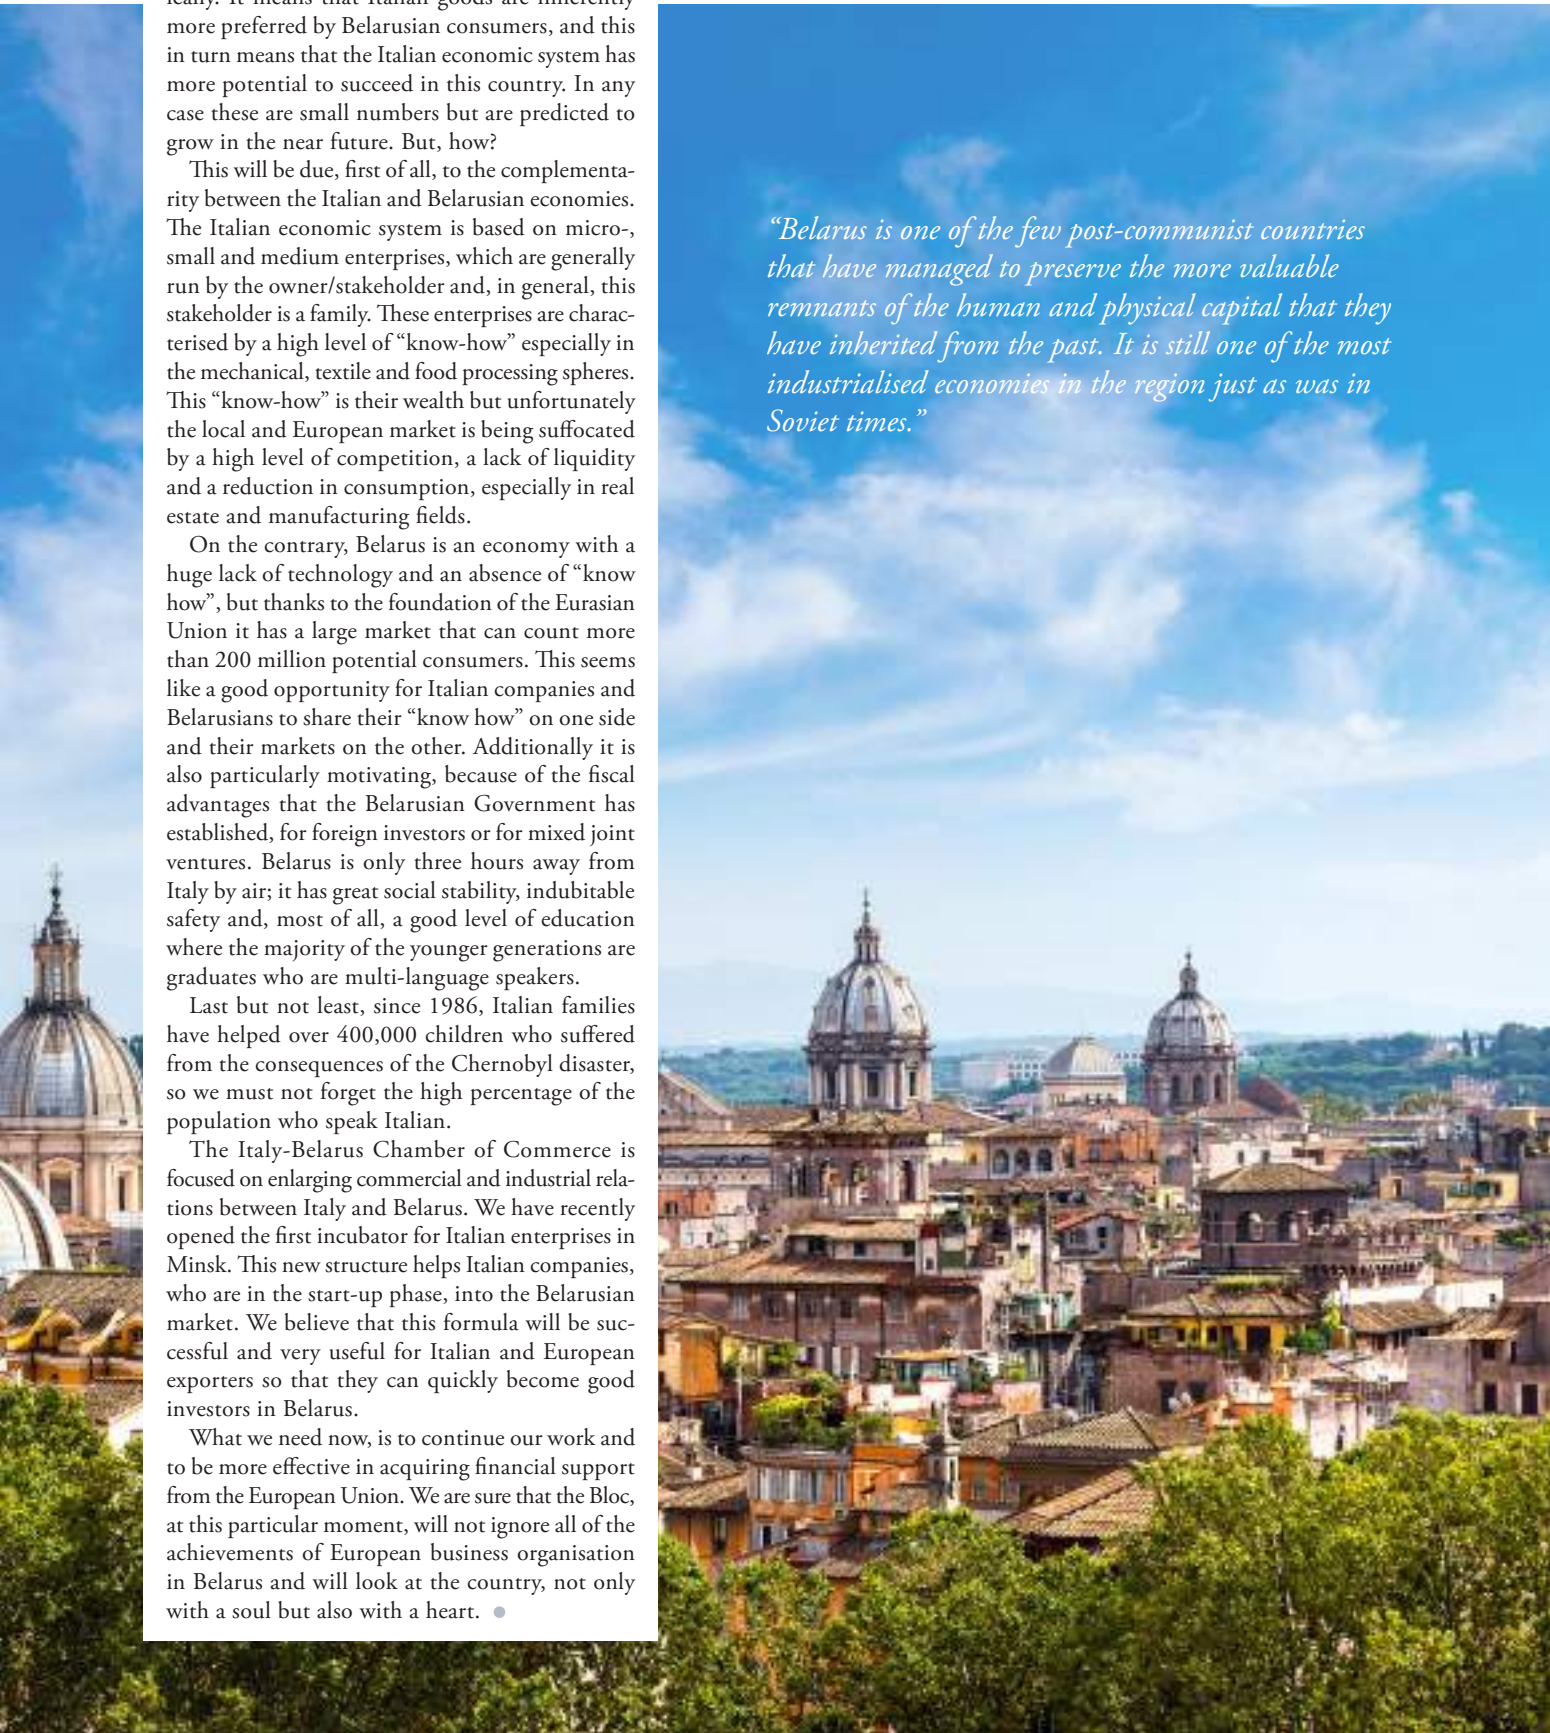 more preferred by Belarusian consumers, and this
in turn means that the Italian economic system has
more potential to succeed in this country. In any
case these are small numbers but are predicted to
grow in the near future. But, how?
This will be due, first of all, to the complementa-
rity between the Italian and Belarusian economies.
The Italian economic system is based on micro-,
small and medium enterprises, which are generally
run by the owner/stakeholder and, in general, this
stakeholder is a family. These enterprises are charac-
terised by a high level of “know-how” especially in
the mechanical, textile and food processing spheres.
This “know-how” is their wealth but unfortunately
the local and European market is being suffocated
by a high level of competition, a lack of liquidity
and a reduction in consumption, especially in real
estate and manufacturing fields.
On the contrary, Belarus is an economy with a
huge lack of technology and an absence of “know
how”, but thanks to the foundation of the Eurasian
Union it has a large market that can count more
than 200 million potential consumers. This seems
like a good opportunity for Italian companies and
Belarusians to share their “know how” on one side
and their markets on the other. Additionally it is
also particularly motivating, because of the fiscal
advantages that the Belarusian Government has
established, for foreign investors or for mixed joint
ventures. Belarus is only three hours away from
Italy by air; it has great social stability, indubitable
safety and, most of all, a good level of education
where the majority of the younger generations are
graduates who are multi-language speakers.
Last but not least, since 1986, Italian families
have helped over 400,000 children who suffered
from the consequences of the Chernobyl disaster,
so we must not forget the high percentage of the
population who speak Italian.
The Italy-Belarus Chamber of Commerce is
focused on enlarging commercial and industrial rela-
tions between Italy and Belarus. We have recently
opened the first incubator for Italian enterprises in
Minsk. This new structure helps Italian companies,
who are in the start-up phase, into the Belarusian
market. We believe that this formula will be suc-
cessful and very useful for Italian and European
exporters so that they can quickly become good
investors in Belarus.
What we need now, is to continue our work and
to be more effective in acquiring financial support
from the European Union. We are sure that the Bloc,
at this particular moment, will not ignore all of the
achievements of European business organisation
in Belarus and will look at the country, not only
with a soul but also with a heart.
“Belarus is one of the few post-communist countries
that have managed to preserve the more valuable
remnants of the human and physical capital that they
have inherited from the past. It is still one of the most
industrialised economies in the region just as was in
Soviet times.”